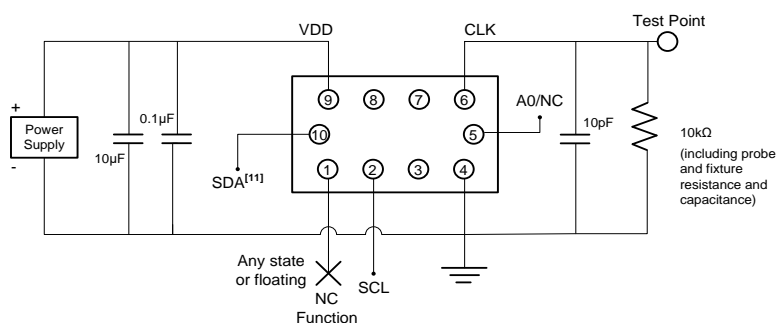 Test Point
VDD
CLK
9
8
7
6
A0/NC
+
Power
Supply
-
10µF
0.1µF
10
5
10pF
10kΩ
(including probe
and fixture
resistance and
capacitance)
SDA[11]
1
2
3
4
Any state
or floating
NC
Function
SCL